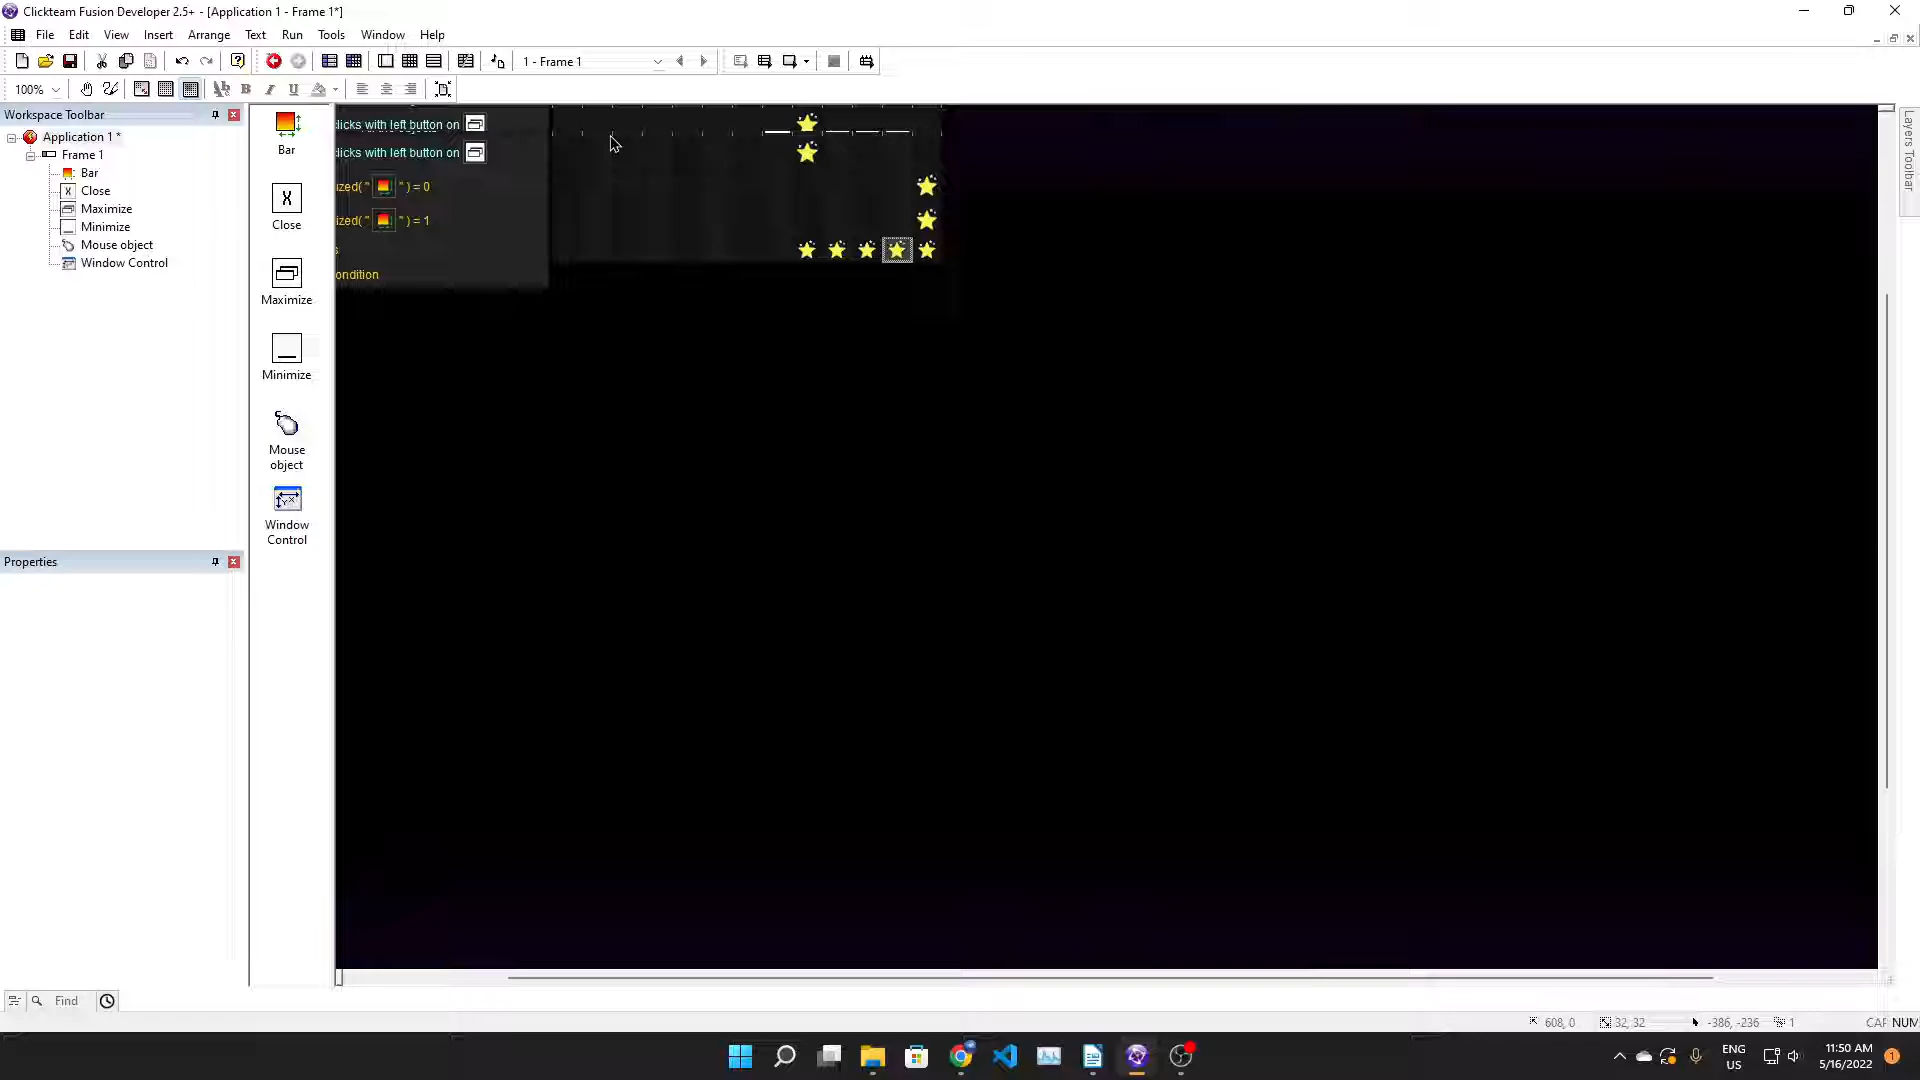 Clickteam Fusion Developer 2.5+ - [Application 1 - Frame 1*]
File Edit View Insert Arrange Text Run Tools Window Help
1 - Frame 1
100%
Workspace Toolbar
Application 1 *
Frame 1
Bar
Close
Maximize
Minimize
Mouse object
Window Control
Properties
Find
Bar
Close
Maximize
Minimize
Mouse
object
Window
Control
licks with left button on
licks with left button on
ized( " " ) = 0
ized( " " ) = 1
s
ondition
Layers Toolbar
608, 0 32, 32 -386, -236 1 CAF NUM
ENG
US
11:50 AM
5/16/2022
1